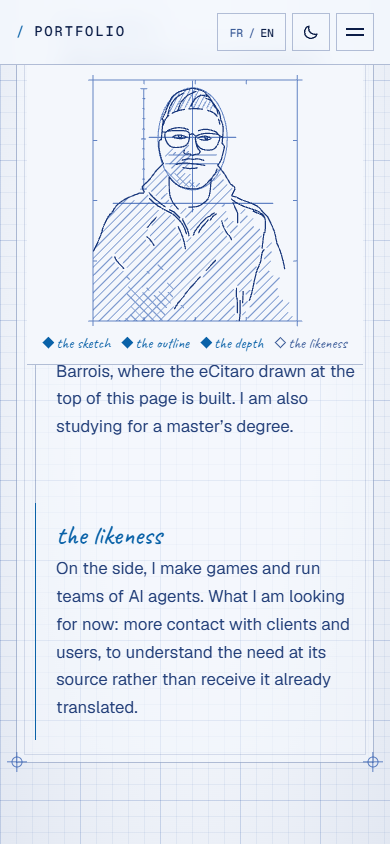 / PORTFOLIO
FR / EN
the sketch the outline the depth the likeness
Barrois, where the eCitaro drawn at the
top of this page is built. I am also
studying for a master’s degree.
the likeness
On the side, I make games and run
teams of AI agents. What I am looking
for now: more contact with clients and
users, to understand the need at its
source rather than receive it already
translated.